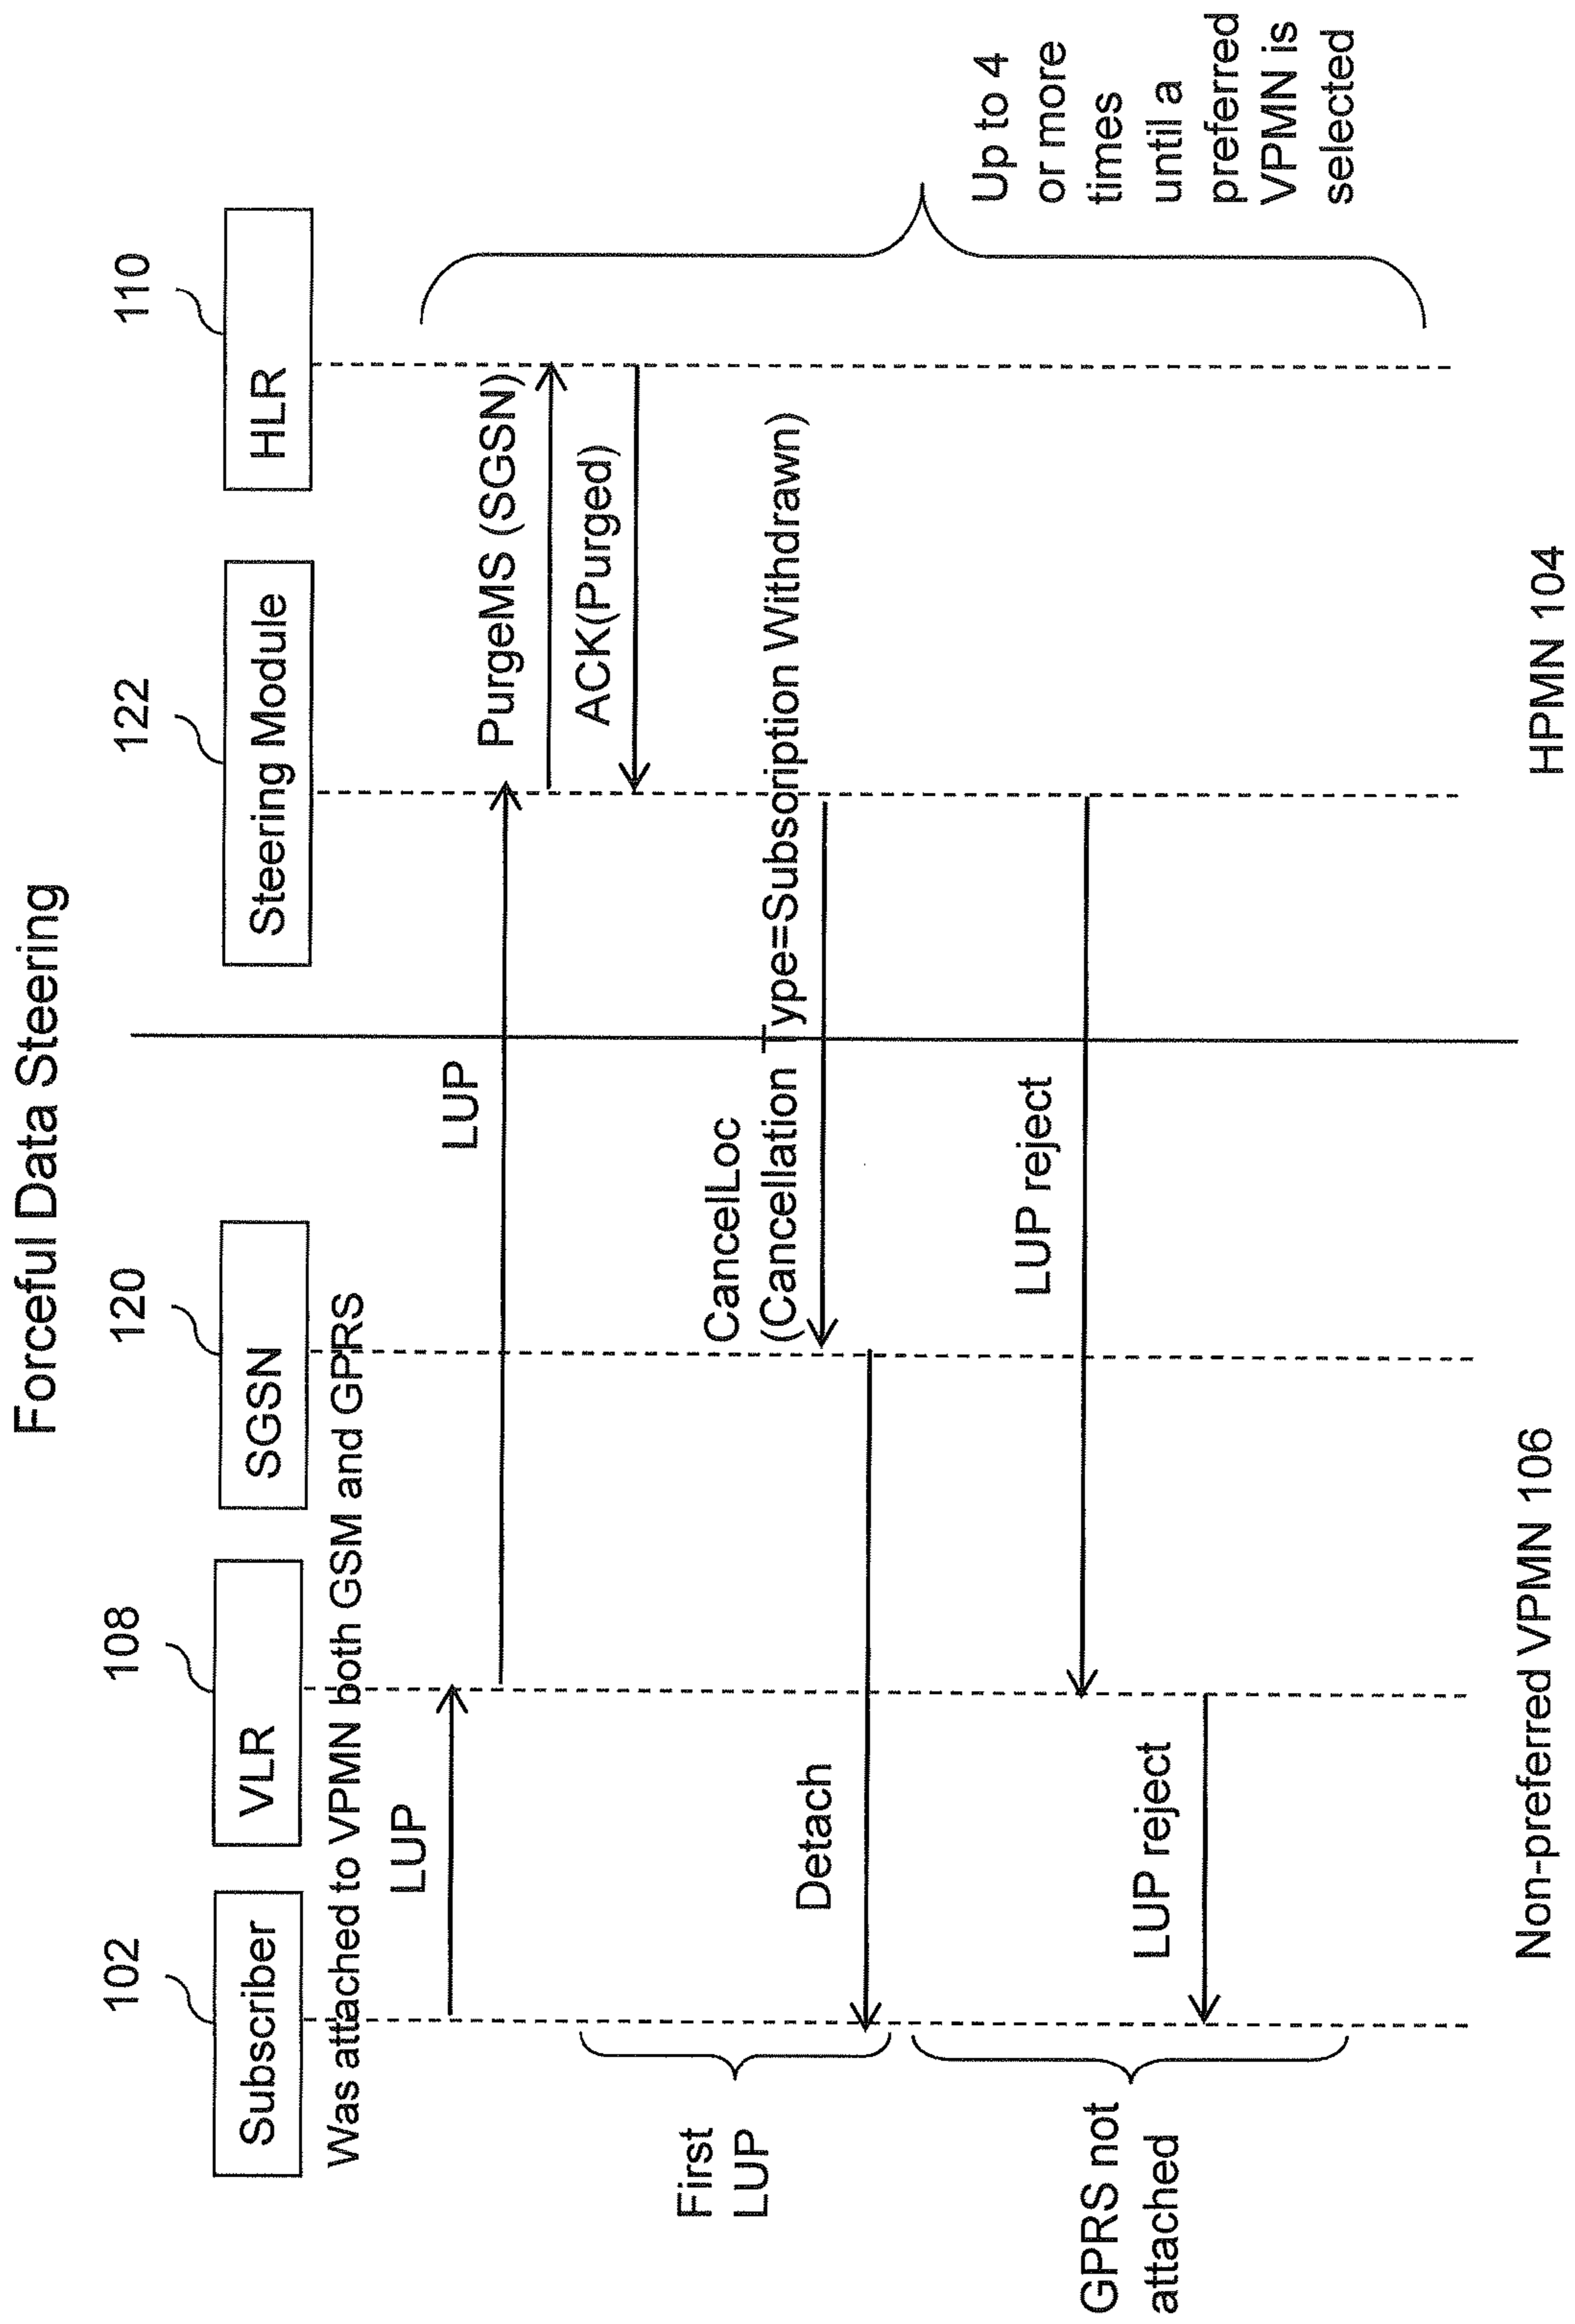 Forceful Data Steering
102
108
120
122
110
Subscriber
VLR
SGSN
Steering Module
HLR
Was attached to VPMN both GSM and GPRS
LUP
LUP
PurgeMS (SGSN)
ACK(Purged)
First
LUP
CancelLoc
(Cancellation Type=Subscription Withdrawn)
Detach
GPRS not
attached
LUP reject
LUP reject
Up to 4
or more
times
until a
preferred
VPMN is
selected
Non-preferred VPMN 106
HPMN 104